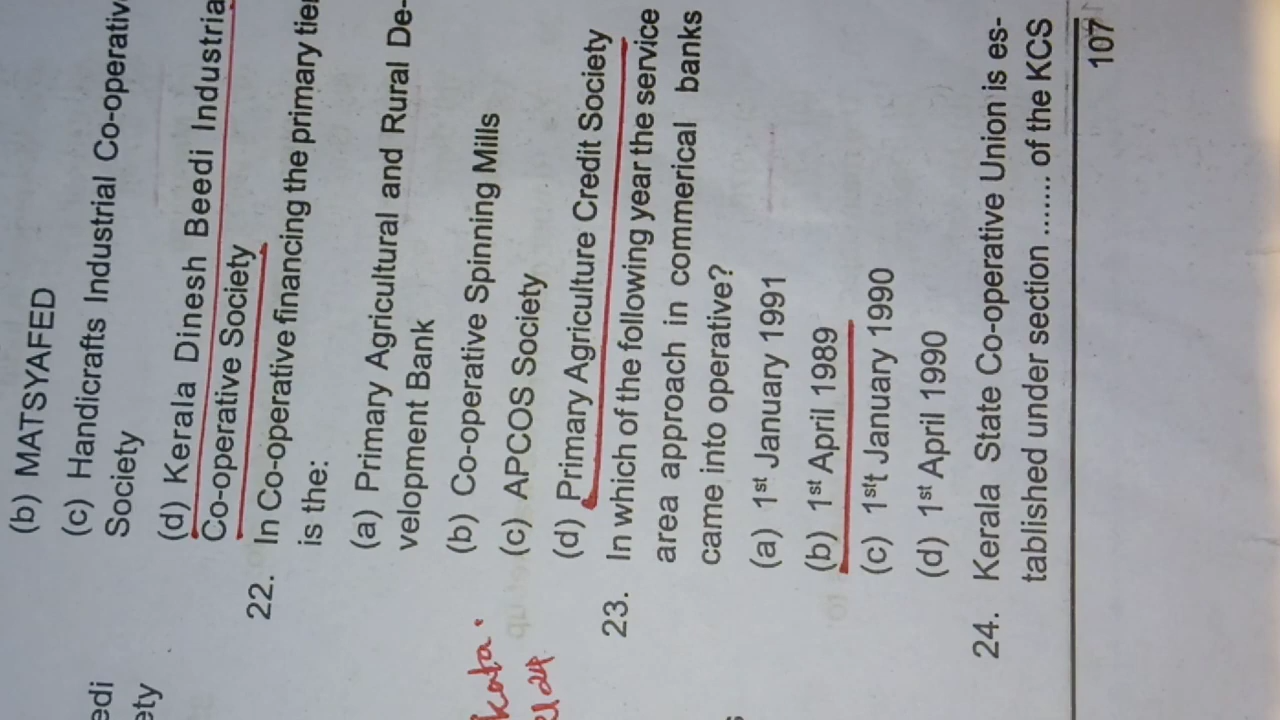 (b) MATSYAFED
(c) Handicrafts Industrial Co-operativ
Society
(d) Kerala Dinesh Beedi Industria
Co-operative Society
22. In Co-operative financing the primary tier
is the:
(a) Primary Agricultural and Rural De-
velopment Bank
(b) Co-operative Spinning Mills
(c) APCOS Society
(d) Primary Agriculture Credit Society
23. In which of the following year the service
area approach in commerical banks
came into operative?
(a) 1st January 1991
(b) 1st April 1989
(c) 1stt January 1990
(d) 1st April 1990
24. Kerala State Co-operative Union is es-
tablished under section ........ of the KCS
107
edi
ety